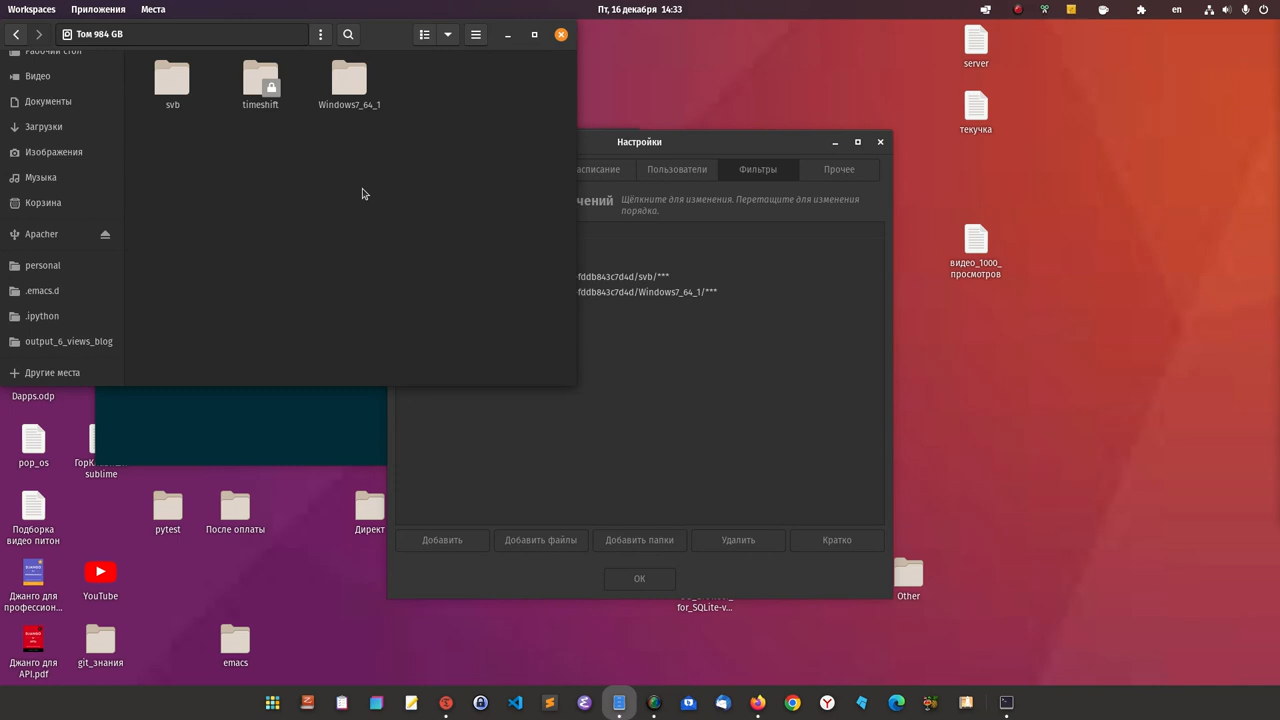 Workspaces
Приложения
Места
Пт, 16 декабря 14:33
en
Том 984 GB
Рабочий стол
Видео
Документы
Загрузки
Изображения
Музыка
Корзина
Apacher
personal
.emacs.d
.ipython
output_6_views_blog
Другие места
svb
timeshift
Windows7_64_1
Настройки
асписание
Пользователи
Фильтры
Прочее
чений
Щёлкните для изменения. Перетащите для изменения
порядка.
fddb843c7d4d/svb/***
fddb843c7d4d/Windows7_64_1/***
Добавить
Добавить файлы
Добавить папки
Удалить
Кратко
OK
server
текучка
видео_1000_
просмотров
Dapps.odp
pop_os
sublime
Подборка
видео питон
pytest
После оплаты
Директ
Джанго для
профессион...
YouTube
for_SQLite-v...
Other
Джанго для
API.pdf
git_знания
emacs